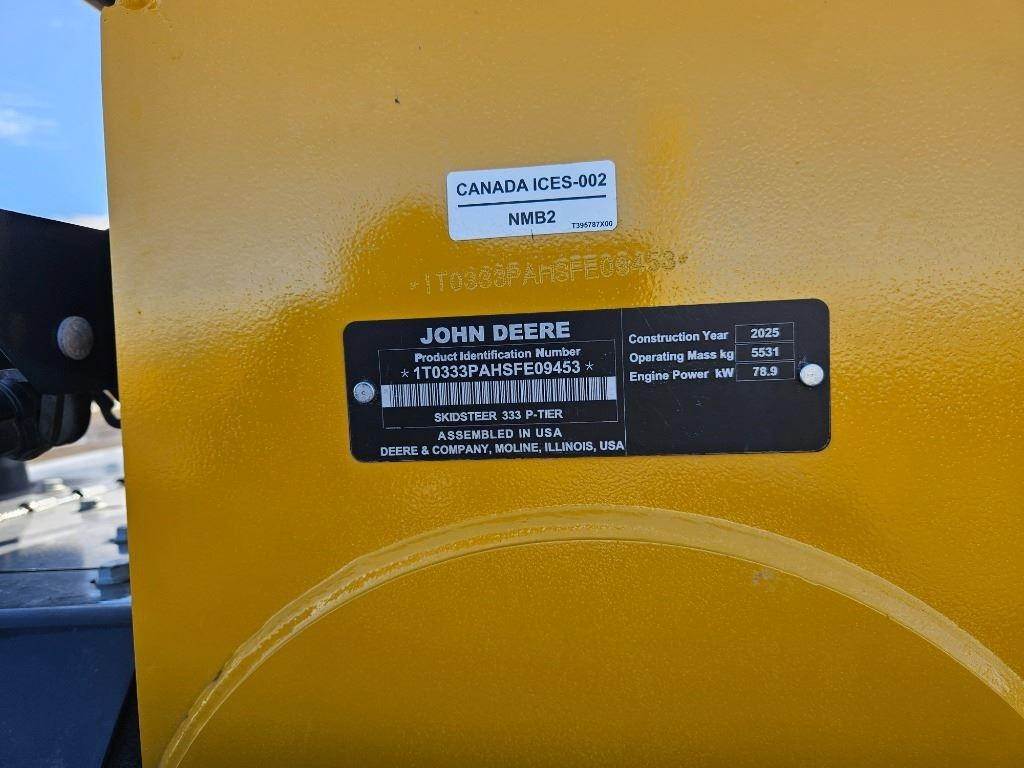 CANADA ICES-002
NMB2
T395787X00
*1T0333PAHSFE09453*
JOHN DEERE
Product Identification Number
*1T0333PAHSFE09453*
SKIDSTEER 333 P-TIER
ASSEMBLED IN USA
DEERE & COMPANY, MOLINE, ILLINOIS, USA
Construction Year 2025
Operating Mass kg 5531
Engine Power kW 78.9